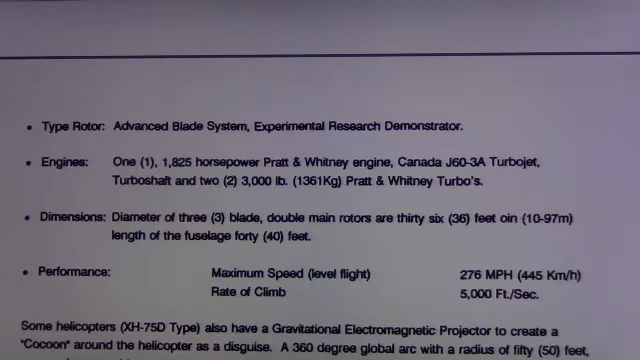 • Type Rotor: Advanced Blade System, Experimental Research Demonstrator.
• Engines: One (1), 1,825 horsepower Pratt & Whitney engine, Canada J60-3A Turbojet,
Turboshaft and two (2) 3,000 lb. (1361Kg) Pratt & Whitney Turbo's.
• Dimensions: Diameter of three (3) blade, double main rotors are thirty six (36) feet oin (10-97m)
length of the fuselage forty (40) feet.
• Performance: Maximum Speed (level flight) 276 MPH (445 Km/h)
Rate of Climb 5,000 Ft./Sec.
Some helicopters (XH-75D Type) also have a Gravitational Electromagnetic Projector to create a
"Cocoon" around the helicopter as a disguise. A 360 degree global arc with a radius of fifty (50) feet,